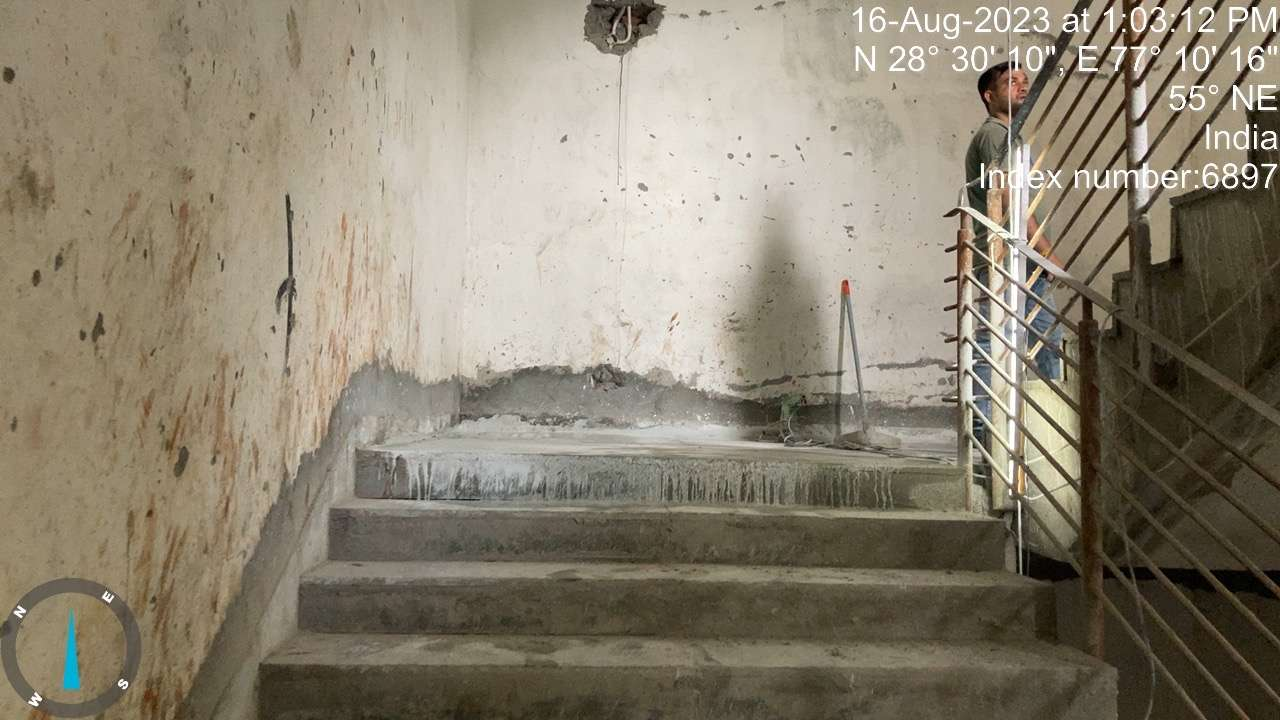 16-Aug-2023 at 1:03:12 PM
N 28° 30' 10", E 77° 10' 16"
55° NE
India
Index number:6897
N
E
W
S